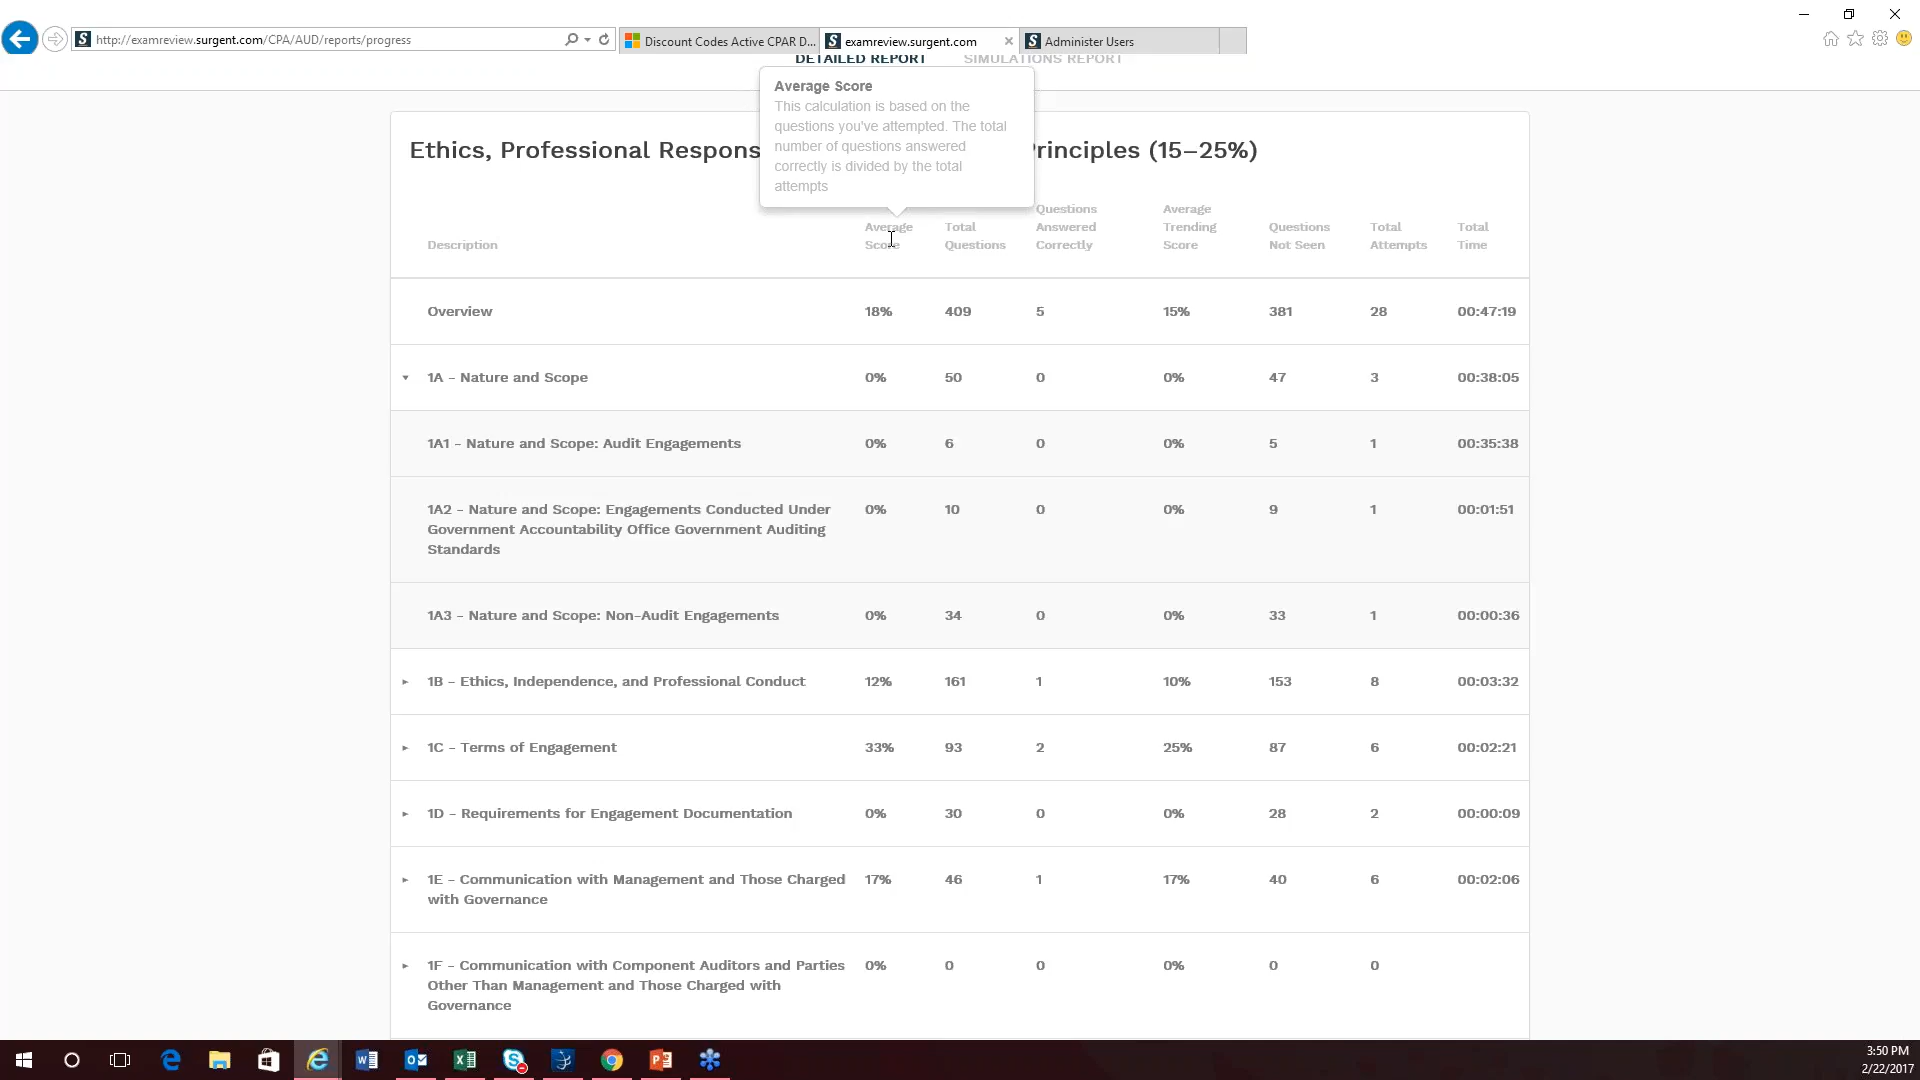 http://examreview.surgent.com/CPA/AUD/reports/progress
Discount Codes Active CPAR D...
examreview.surgent.com
Administer Users
DETAILED REPORT
SIMULATIONS REPORT
Average Score
This calculation is based on the
questions you've attempted. The total
number of questions answered
correctly is divided by the total
attempts
Ethics, Professional Respons
rinciples (15–25%)
Description
Average
Score
Total
Questions
Questions
Answered
Correctly
Average
Trending
Score
Questions
Not Seen
Total
Attempts
Total
Time
Overview 18% 409 5 15% 381 28 00:47:19
1A - Nature and Scope 0% 50 0 0% 47 3 00:38:05
1A1 - Nature and Scope: Audit Engagements 0% 6 0 0% 5 1 00:35:38
1A2 - Nature and Scope: Engagements Conducted Under 0% 10 0 0% 9 1 00:01:51
Government Accountability Office Government Auditing
Standards
1A3 - Nature and Scope: Non-Audit Engagements 0% 34 0 0% 33 1 00:00:36
1B - Ethics, Independence, and Professional Conduct 12% 161 1 10% 153 8 00:03:32
1C - Terms of Engagement 33% 93 2 25% 87 6 00:02:21
1D - Requirements for Engagement Documentation 0% 30 0 0% 28 2 00:00:09
1E - Communication with Management and Those Charged 17% 46 1 17% 40 6 00:02:06
with Governance
1F - Communication with Component Auditors and Parties 0% 0 0 0% 0 0
Other Than Management and Those Charged with
Governance
3:50 PM
2/22/2017